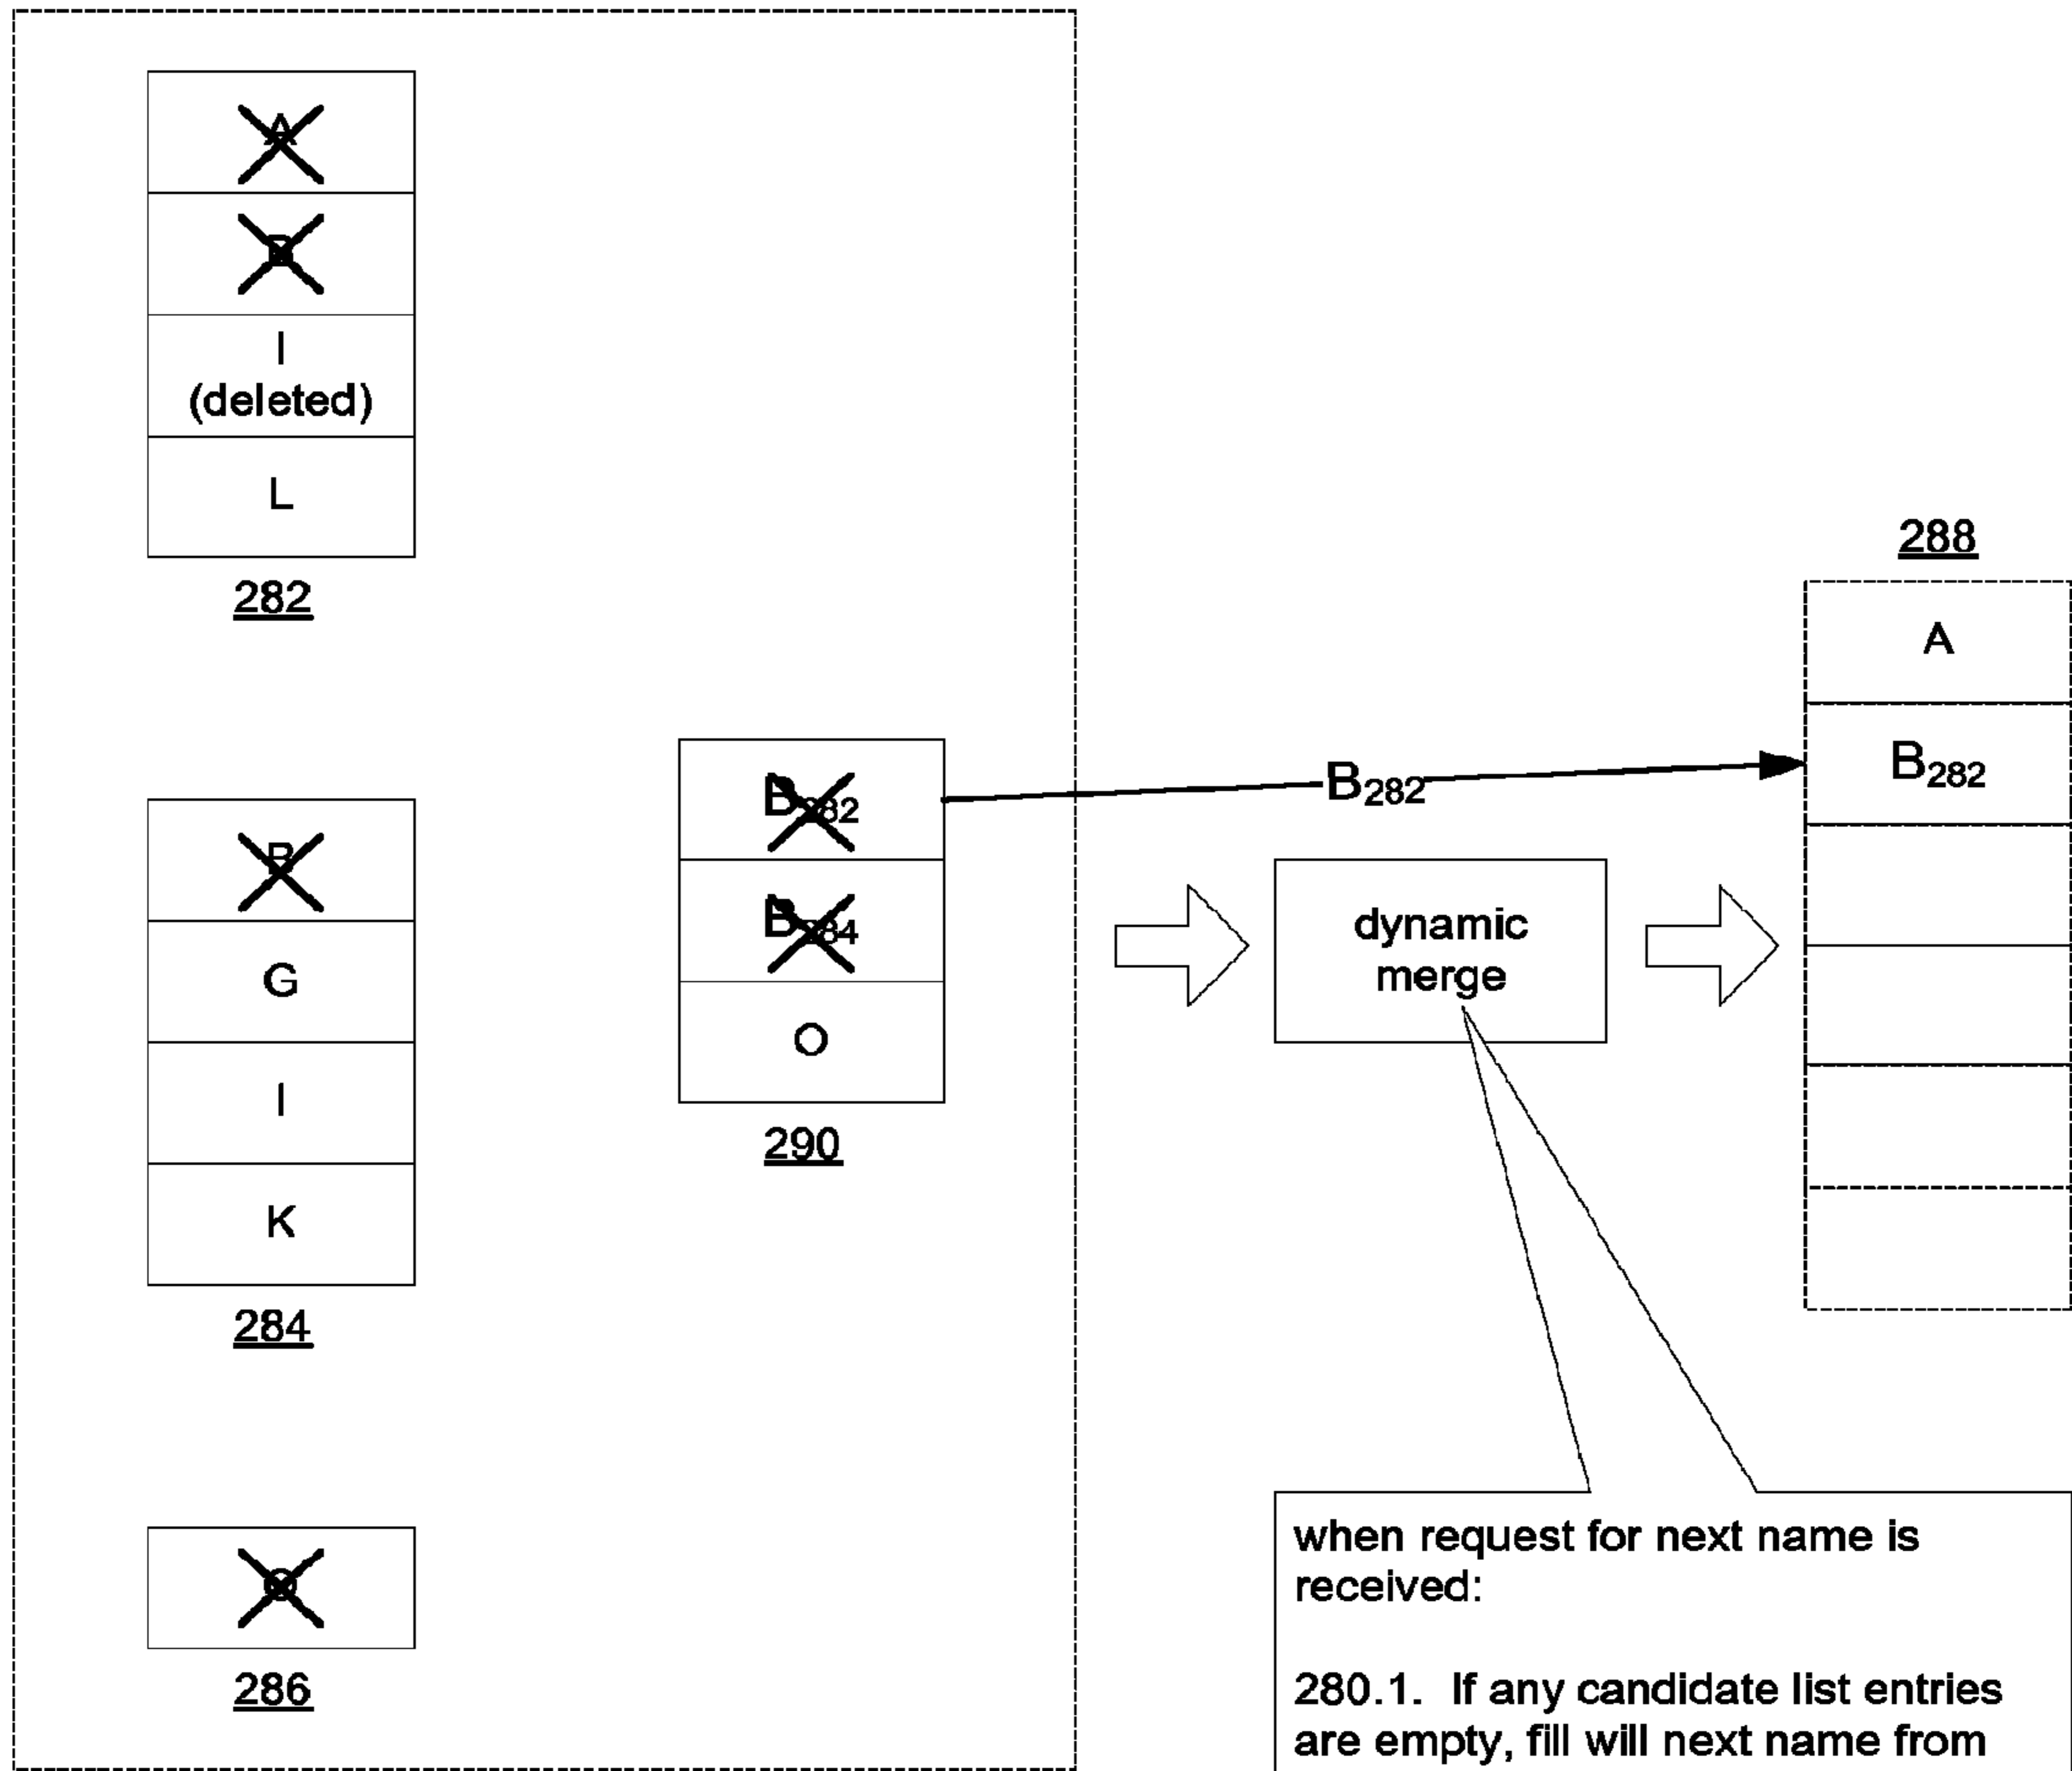 A
B
I
(deleted)
L
282
B
G
I
K
284
O
286
B282
B284
O
290
B282
dynamic
merge
288
A
B282
when request for next name is
received:
280.1. If any candidate list entries
are empty, fill will next name from